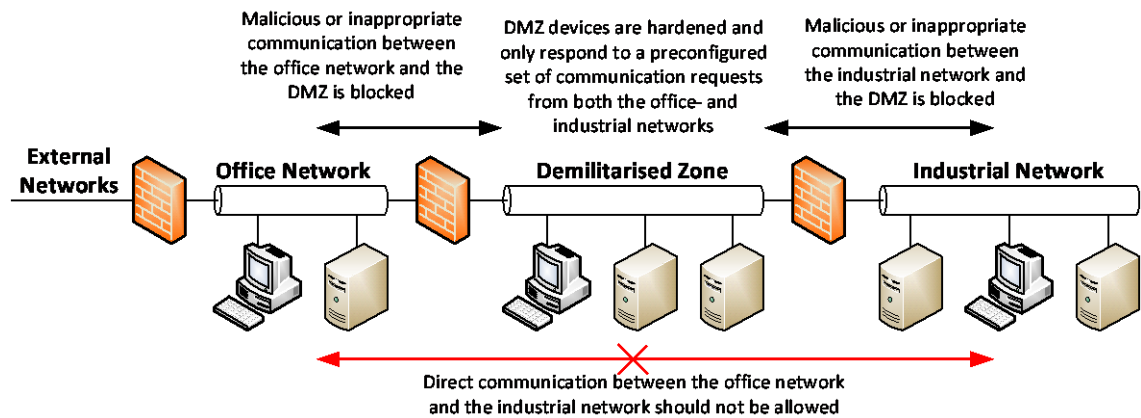 Malicious or inappropriate
communication between
the office network and the
DMZ is blocked
DMZ devices are hardened and
only respond to a preconfigured
set of communication requests
from both the office- and
industrial networks
Malicious or inappropriate
communication between
the industrial network and
the DMZ is blocked
External
Networks
Office Network
Demilitarised Zone
Industrial Network
Direct communication between the office network
and the industrial network should not be allowed